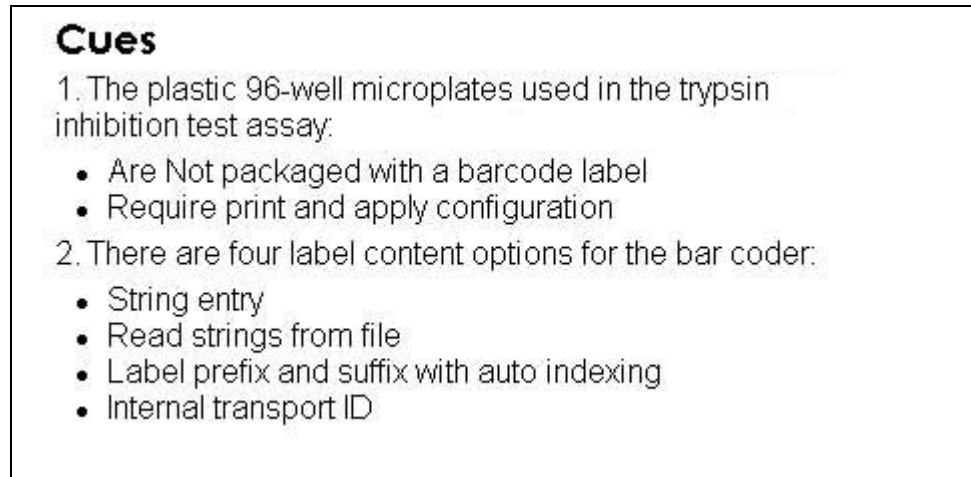 Cues
1. The plastic 96-well microplates used in the trypsin
inhibition test assay:
• Are Not packaged with a barcode label
• Require print and apply configuration
2. There are four label content options for the bar coder:
• String entry
• Read strings from file
• Label prefix and suffix with auto indexing
• Internal transport ID